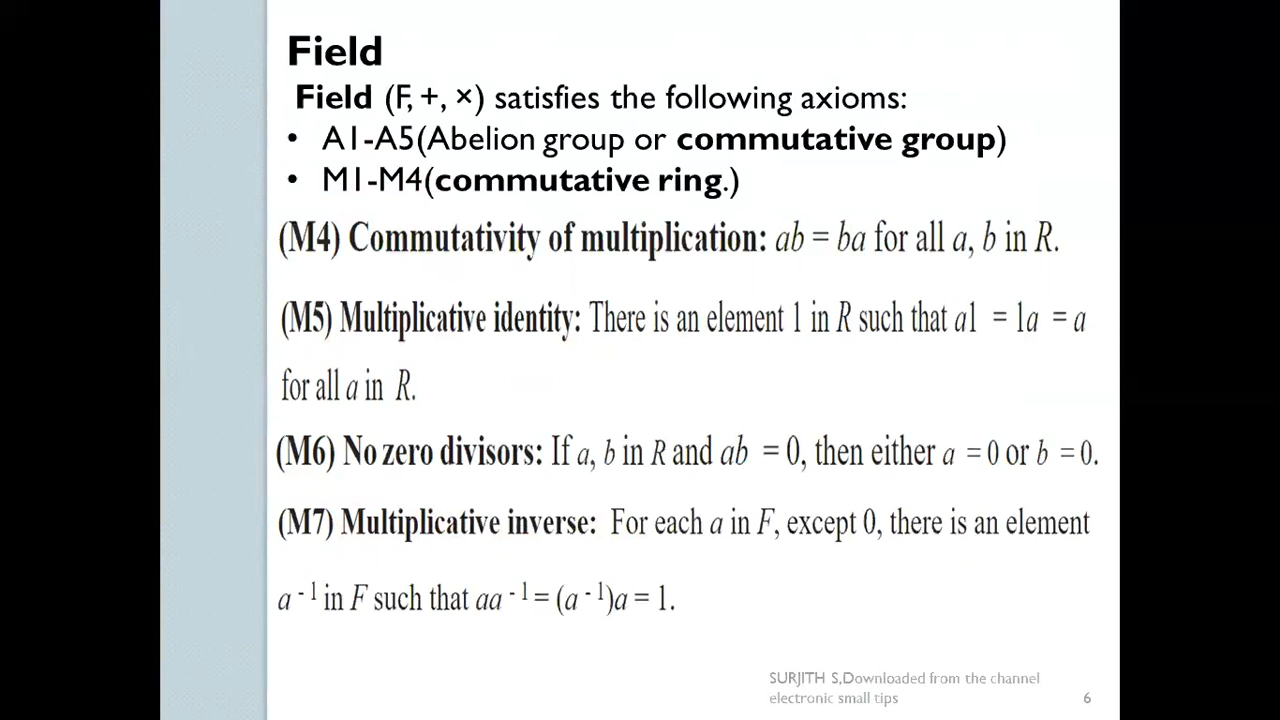 Field
Field (F, +, ×) satisfies the following axioms:
• A1-A5(Abelion group or commutative group)
• M1-M4(commutative ring.)
(M4) Commutativity of multiplication: ab = ba for all a, b in R.
(M5) Multiplicative identity: There is an element 1 in R such that a1 = 1a = a
for all a in R.
(M6) No zero divisors: If a, b in R and ab = 0, then either a = 0 or b = 0.
(M7) Multiplicative inverse: For each a in F, except 0, there is an element
a⁻¹ in F such that aa⁻¹ = (a⁻¹)a = 1.
SURJITH S,Downloaded from the channel
electronic small tips
6